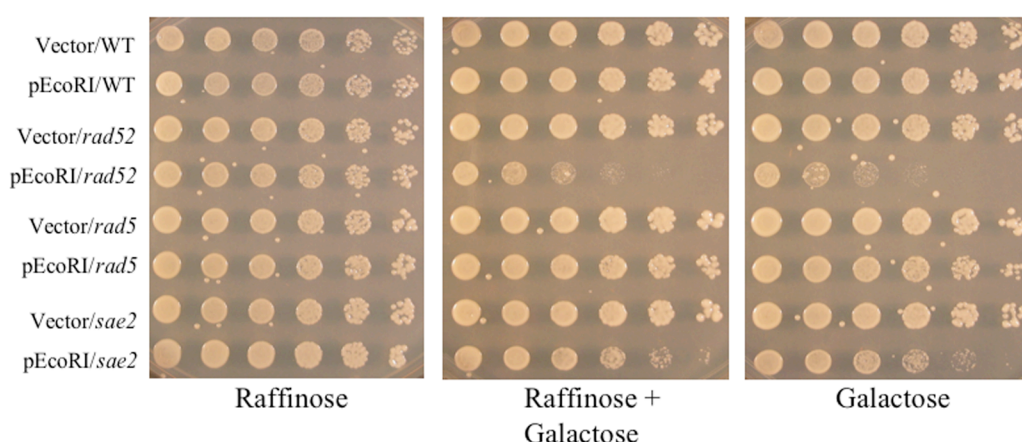 Vector/WT
pEcoRI/WT
Vector/rad52
pEcoRI/rad52
Vector/rad5
pEcoRI/rad5
Vector/sae2
pEcoRI/sae2
Raffinose
Raffinose +
Galactose
Galactose